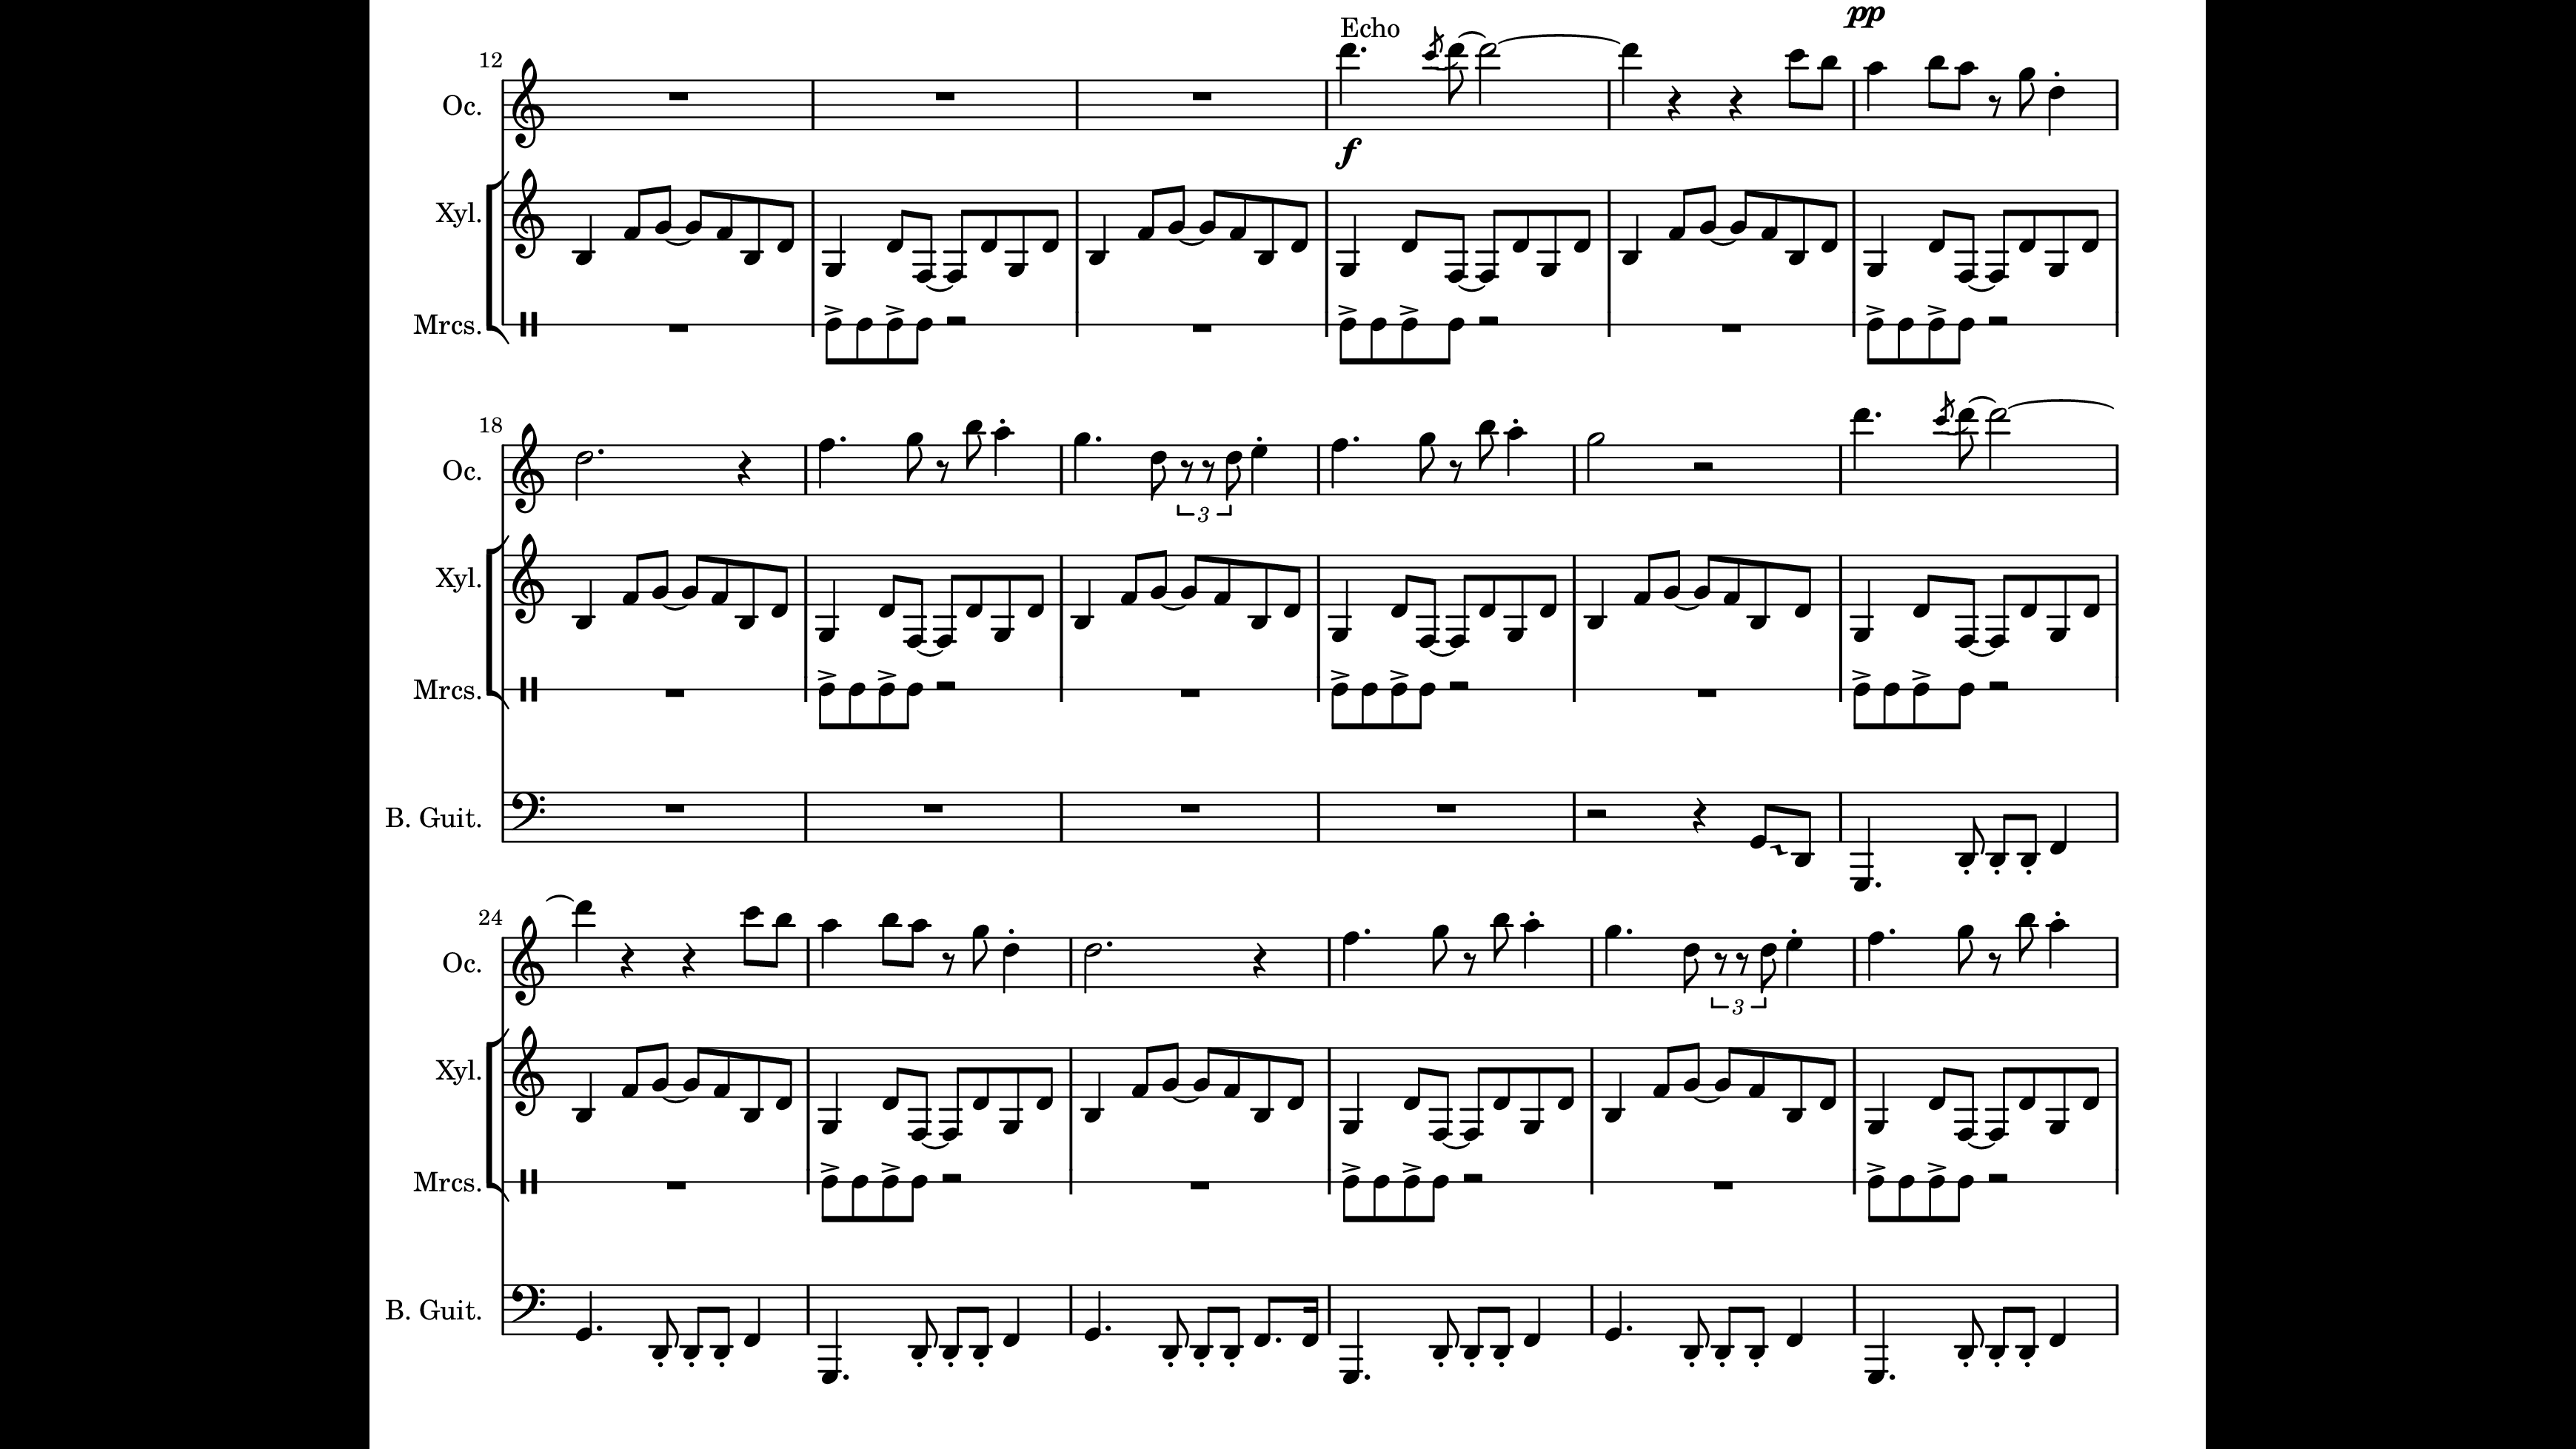 Echo
pp
12
Oc.
f
Xyl.
Mrcs.
18
Oc.
3
Xyl.
Mrcs.
B. Guit.
24
Oc.
3
Xyl.
Mrcs.
B. Guit.